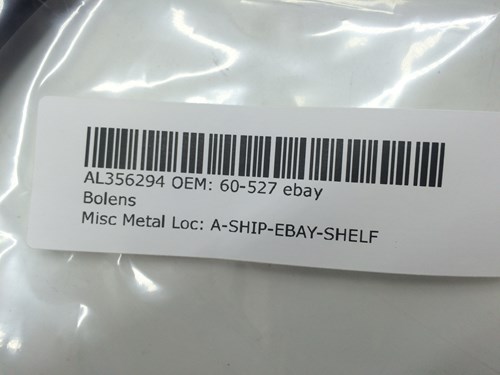 AL356294 OEM: 60-527 ebay
Bolens
Misc Metal Loc: A-SHIP-EBAY-SHELF